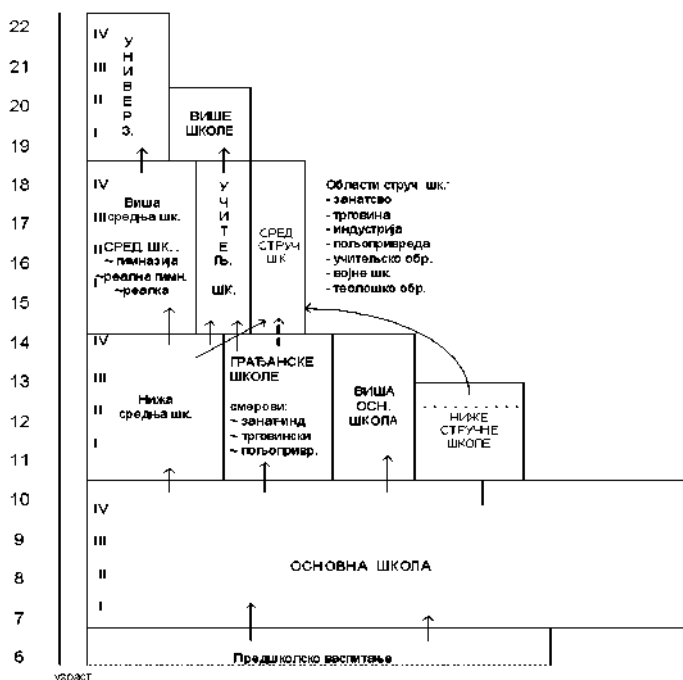 22
21
20
19
18
17
16
15
14
13
12
11
10
9
8
7
6
узраст
IV
III
II
I
У
Н
И
В
Е
Р
З.
ВИШЕ
ШКОЛЕ
IV
III
II
I
Виша
средња шк.
СРЕД. ШК..
~ гимназија
~реална гимн.
~реалка
У
Ч
И
Т
Е
Љ.
ШК.
СРЕД
СТРУЧ
ШК
Области струч шк.:
- занатсво
- трговина
- индустрија
- пољопривреда
- учитељско обр.
- војне шк.
- теолошко обр.
IV
III
II
I
Нижа
средња шк.
ГРАЂАНСКЕ
ШКОЛЕ
смерови:
~ занат-инд
~ трговински
~ пољопривр.
ВИША
ОСН.
ШКОЛА
НИЖЕ
СТРУЧНЕ
ШКОЛЕ
IV
III
II
I
ОСНОВНА ШКОЛА
Предшколско васпитање